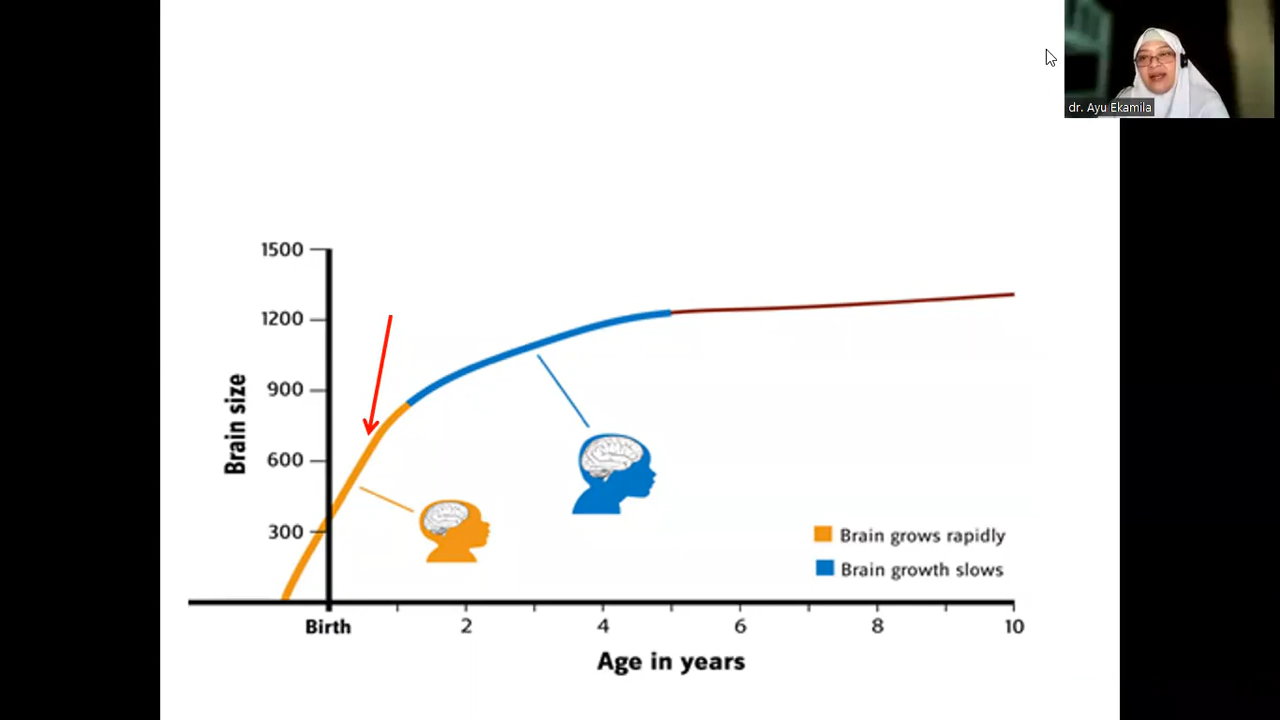 dr. Ayu Ekamila
1500
1200
900
600
300
Brain size
Brain grows rapidly
Brain growth slows
Birth 2 4 6 8 10
Age in years